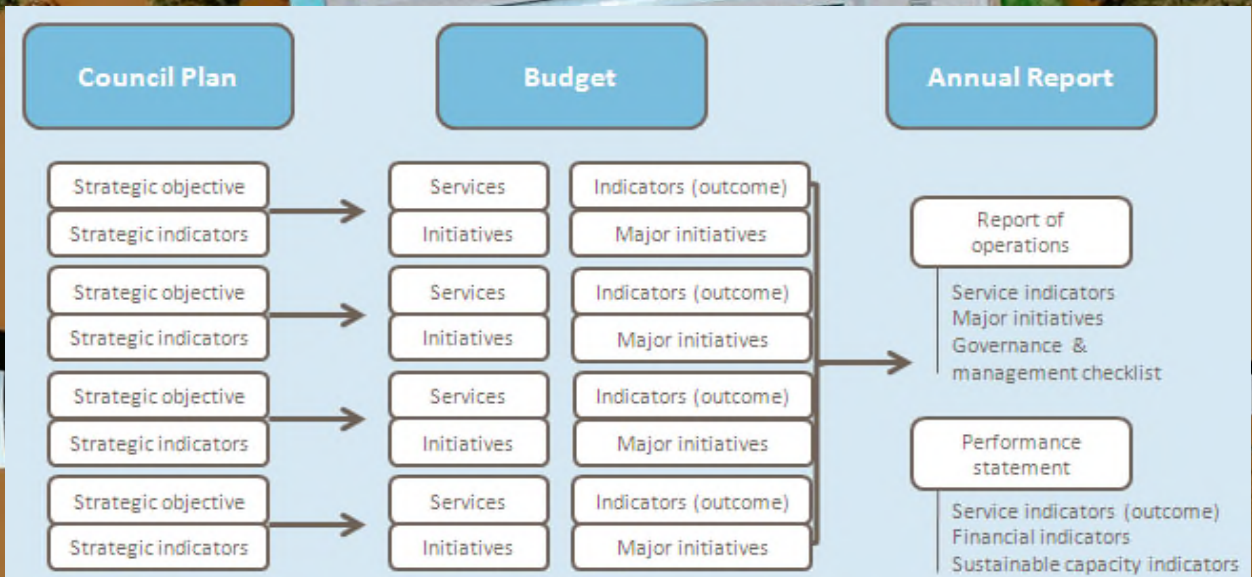 Council Plan
Budget
Annual Report
Strategic objective
Services
Indicators (outcome)
Strategic indicators
Initiatives
Major initiatives
Strategic objective
Services
Indicators (outcome)
Strategic indicators
Initiatives
Major initiatives
Strategic objective
Services
Indicators (outcome)
Strategic indicators
Initiatives
Major initiatives
Strategic objective
Services
Indicators (outcome)
Strategic indicators
Initiatives
Major initiatives
Report of
operations
Service indicators
Major initiatives
Governance &
management checklist
Performance
statement
Service indicators (outcome)
Financial indicators
Sustainable capacity indicators